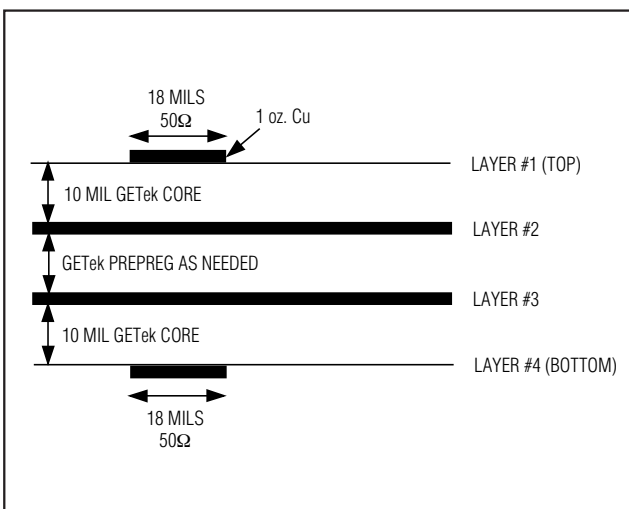 18 MILS
50Ω
1 oz. Cu
LAYER #1 (TOP)
10 MIL GETek CORE
LAYER #2
GETek PREPREG AS NEEDED
LAYER #3
10 MIL GETek CORE
LAYER #4 (BOTTOM)
18 MILS
50Ω